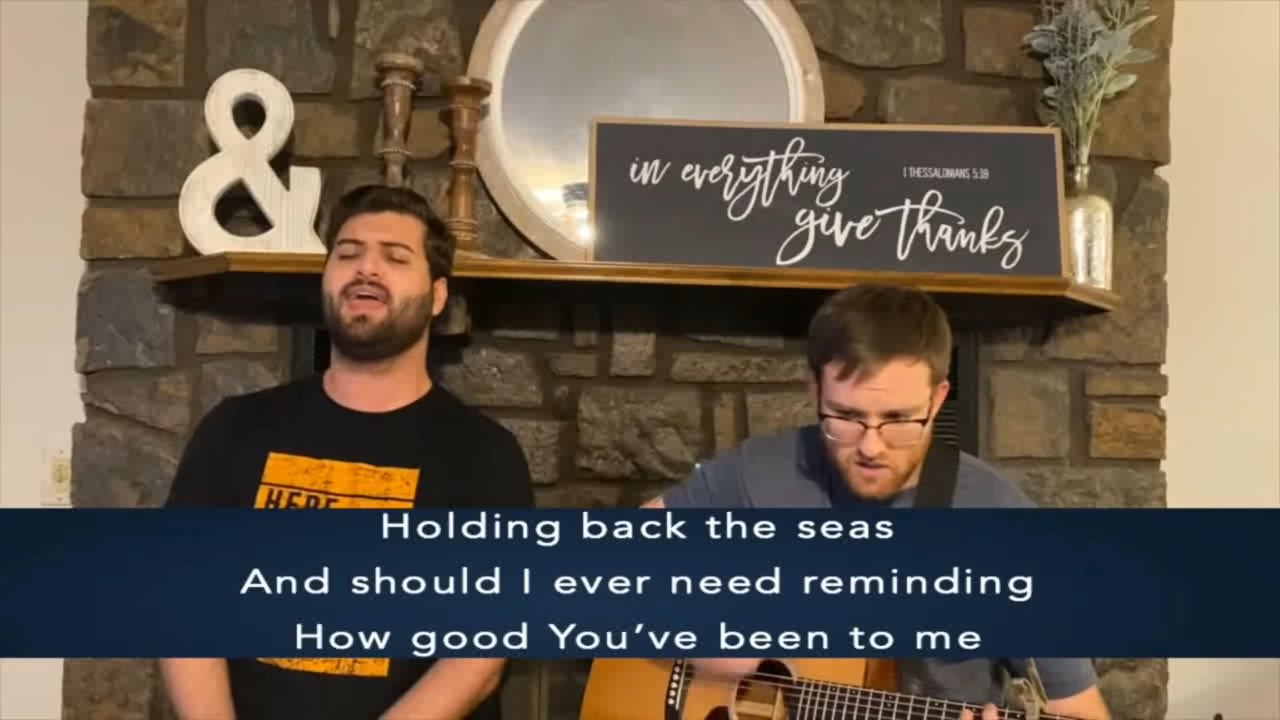 &
in everything
I THESSALONIANS 5:18
give thanks
HERE
Holding back the seas
And should I ever need reminding
How good You've been to me